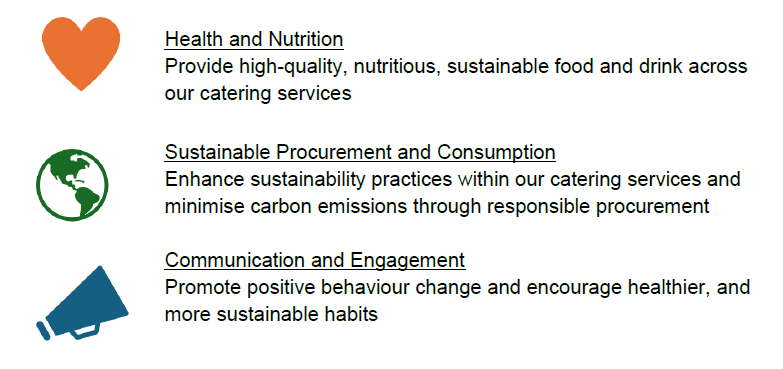 Health and Nutrition
Provide high-quality, nutritious, sustainable food and drink across
our catering services
Sustainable Procurement and Consumption
Enhance sustainability practices within our catering services and
minimise carbon emissions through responsible procurement
Communication and Engagement
Promote positive behaviour change and encourage healthier, and
more sustainable habits